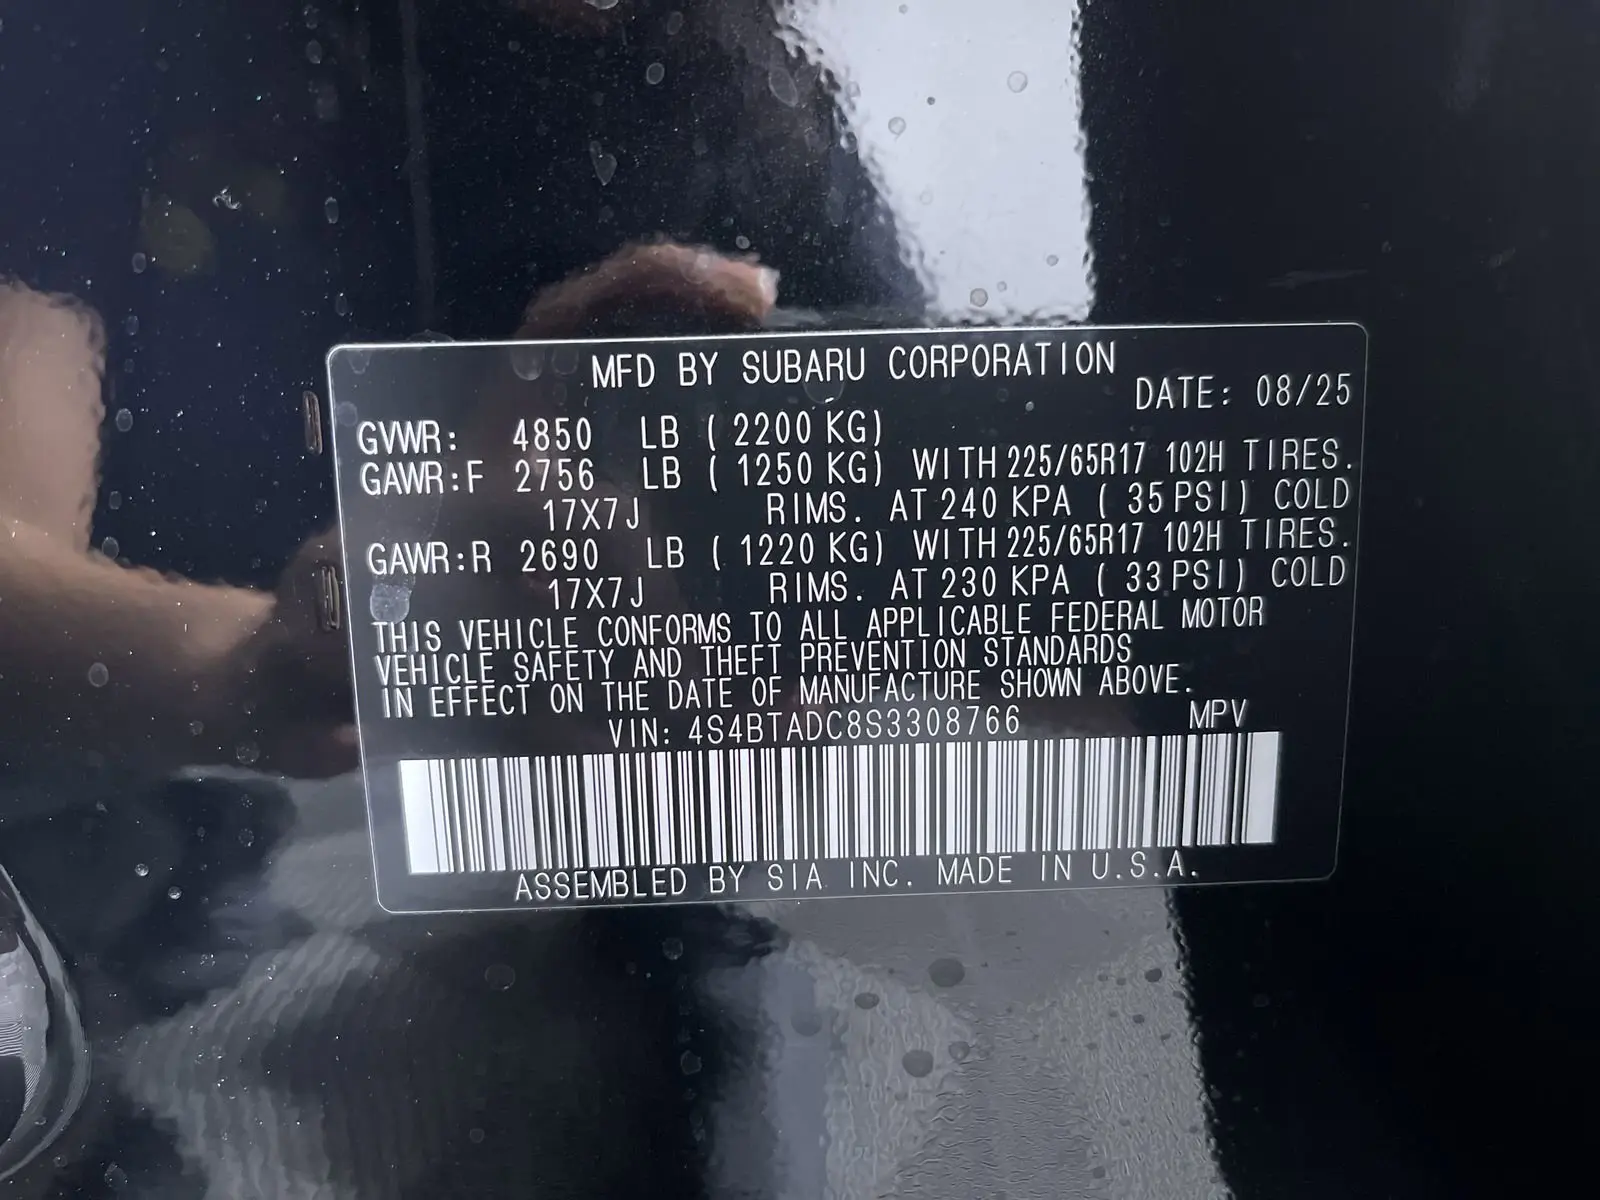 MFD BY SUBARU CORPORATION
DATE: 08/25
GVWR: 4850 LB ( 2200 KG)
GAWR:F 2756 LB ( 1250 KG) WITH 225/65R17 102H TIRES.
17X7J RIMS. AT 240 KPA ( 35 PSI) COLD
GAWR:R 2690 LB ( 1220 KG) WITH 225/65R17 102H TIRES.
17X7J RIMS. AT 230 KPA ( 33 PSI) COLD
THIS VEHICLE CONFORMS TO ALL APPLICABLE FEDERAL MOTOR
VEHICLE SAFETY AND THEFT PREVENTION STANDARDS
IN EFFECT ON THE DATE OF MANUFACTURE SHOWN ABOVE.
VIN: 4S4BTADC8S3308766 MPV
ASSEMBLED BY SIA INC. MADE IN U.S.A.